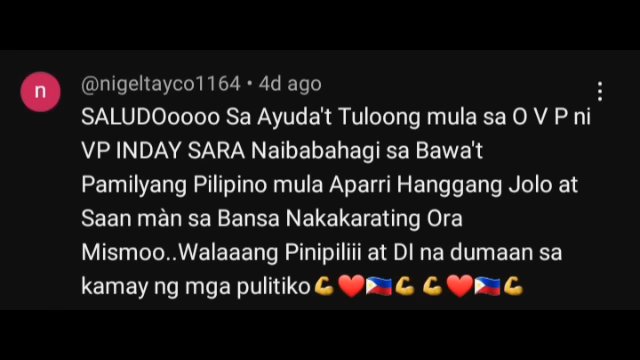 n
@nigeltayco1164 • 4d ago
SALUDOoooo Sa Ayuda't Tuloong mula sa O V P ni
VP INDAY SARA Naibabahagi sa Bawa't
Pamilyang Pilipino mula Aparri Hanggang Jolo at
Saan màn sa Bansa Nakakarating Ora
Mismoo..Walaaang Pinipiliii at DI na dumaan sa
kamay ng mga pulitiko💪❤️🇵🇭💪💪❤️🇵🇭💪